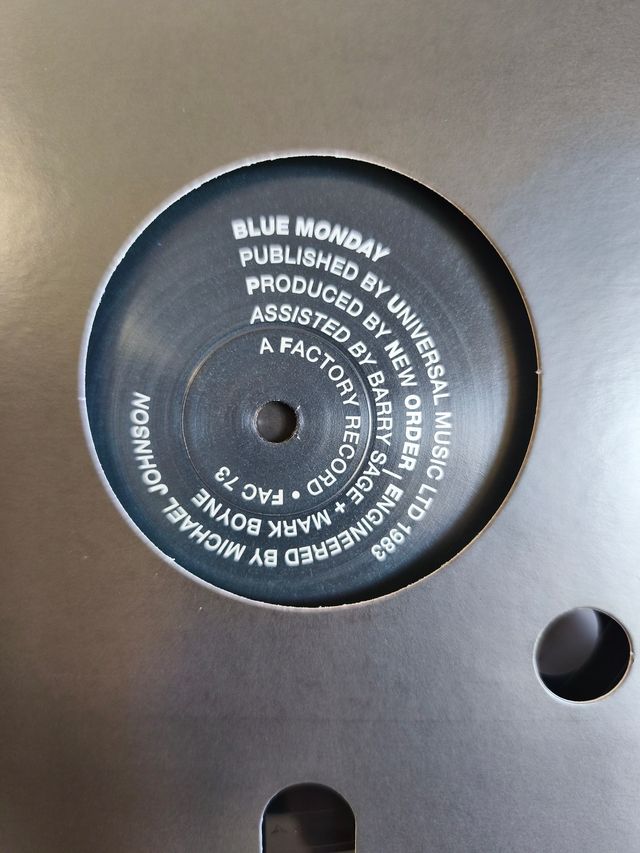 BLUE MONDAY
PUBLISHED BY UNIVERSAL MUSIC LTD 1983
PRODUCED BY NEW ORDER | ENGINEERED BY MICHAEL JOHNSON
ASSISTED BY BARRY SAGE + MARK BOYNE
A FACTORY RECORD • FAC 73